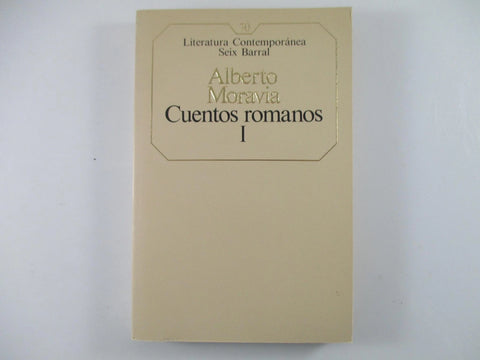 Literatura Contemporánea
Seix Barral
Alberto
Moravia
Cuentos romanos
I